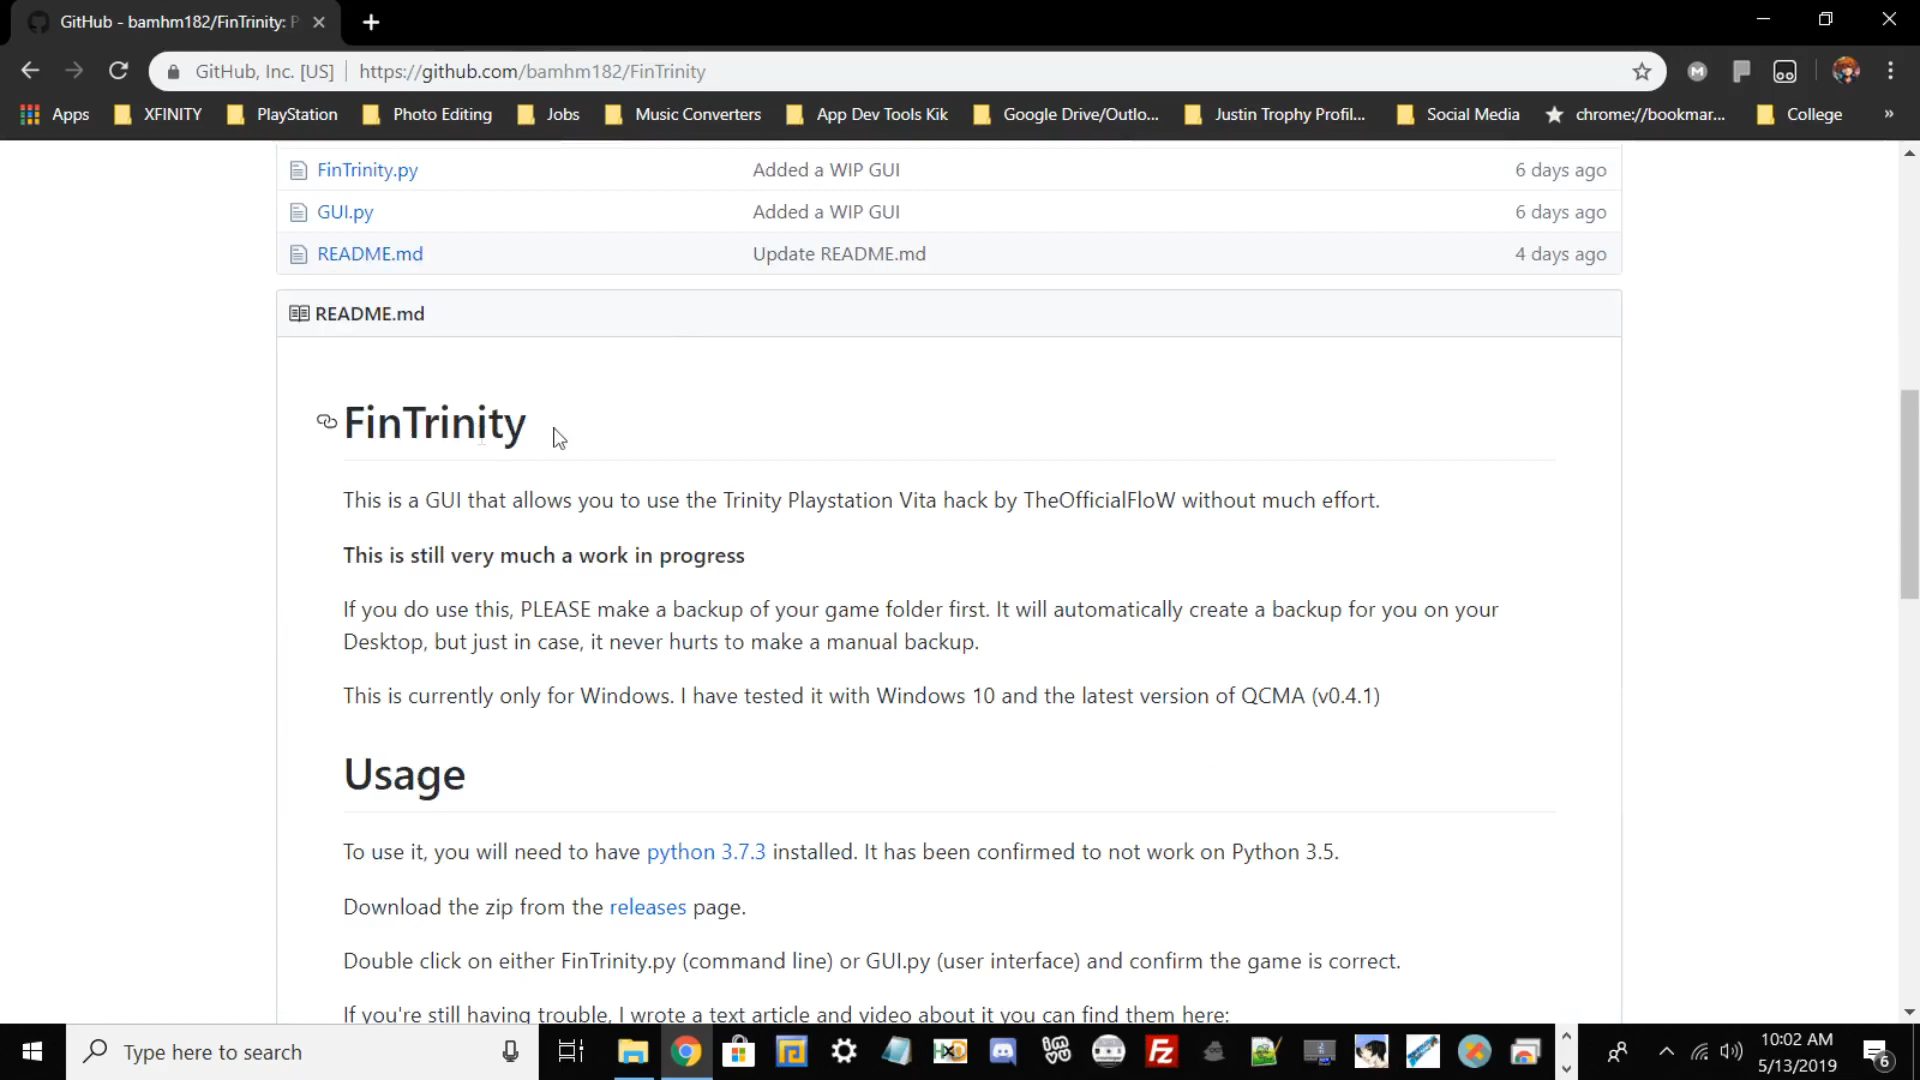 GitHub - bamhm182/FinTrinity: P
GitHub, Inc. [US] https://github.com/bamhm182/FinTrinity
Apps XFINITY PlayStation Photo Editing Jobs Music Converters App Dev Tools Kik Google Drive/Outlo... Justin Trophy Profil... Social Media chrome://bookmar... College »
FinTrinity.py Added a WIP GUI 6 days ago
GUI.py Added a WIP GUI 6 days ago
README.md Update README.md 4 days ago
README.md
FinTrinity
This is a GUI that allows you to use the Trinity Playstation Vita hack by TheOfficialFloW without much effort.
This is still very much a work in progress
If you do use this, PLEASE make a backup of your game folder first. It will automatically create a backup for you on your
Desktop, but just in case, it never hurts to make a manual backup.
This is currently only for Windows. I have tested it with Windows 10 and the latest version of QCMA (v0.4.1)
Usage
To use it, you will need to have python 3.7.3 installed. It has been confirmed to not work on Python 3.5.
Download the zip from the releases page.
Double click on either FinTrinity.py (command line) or GUI.py (user interface) and confirm the game is correct.
If you're still having trouble, I wrote a text article and video about it you can find them here:
Type here to search
10:02 AM
5/13/2019
6